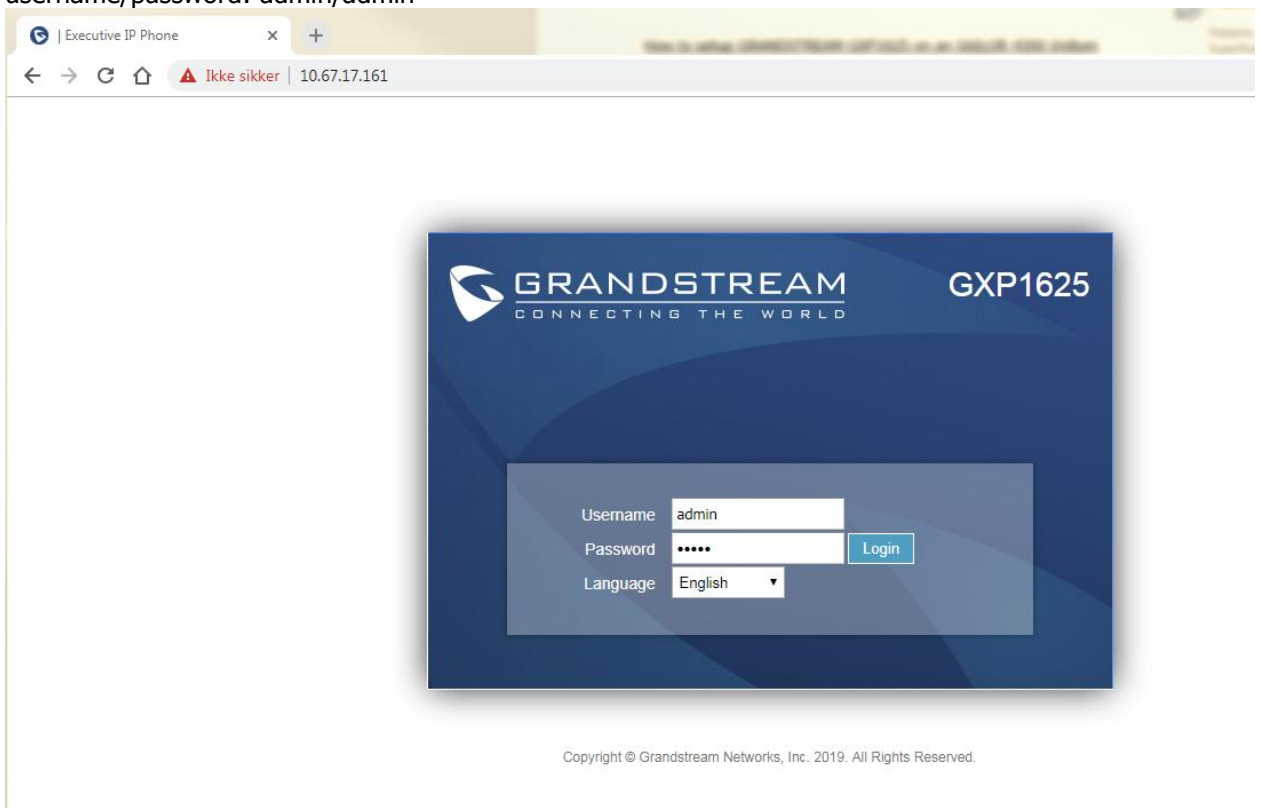 username/password: admin/admin
| Executive IP Phone
Ikke sikker | 10.67.17.161
GRANDSTREAM
CONNECTING THE WORLD
GXP1625
Username admin
Password ••••• Login
Language English
Copyright © Grandstream Networks, Inc. 2019. All Rights Reserved.